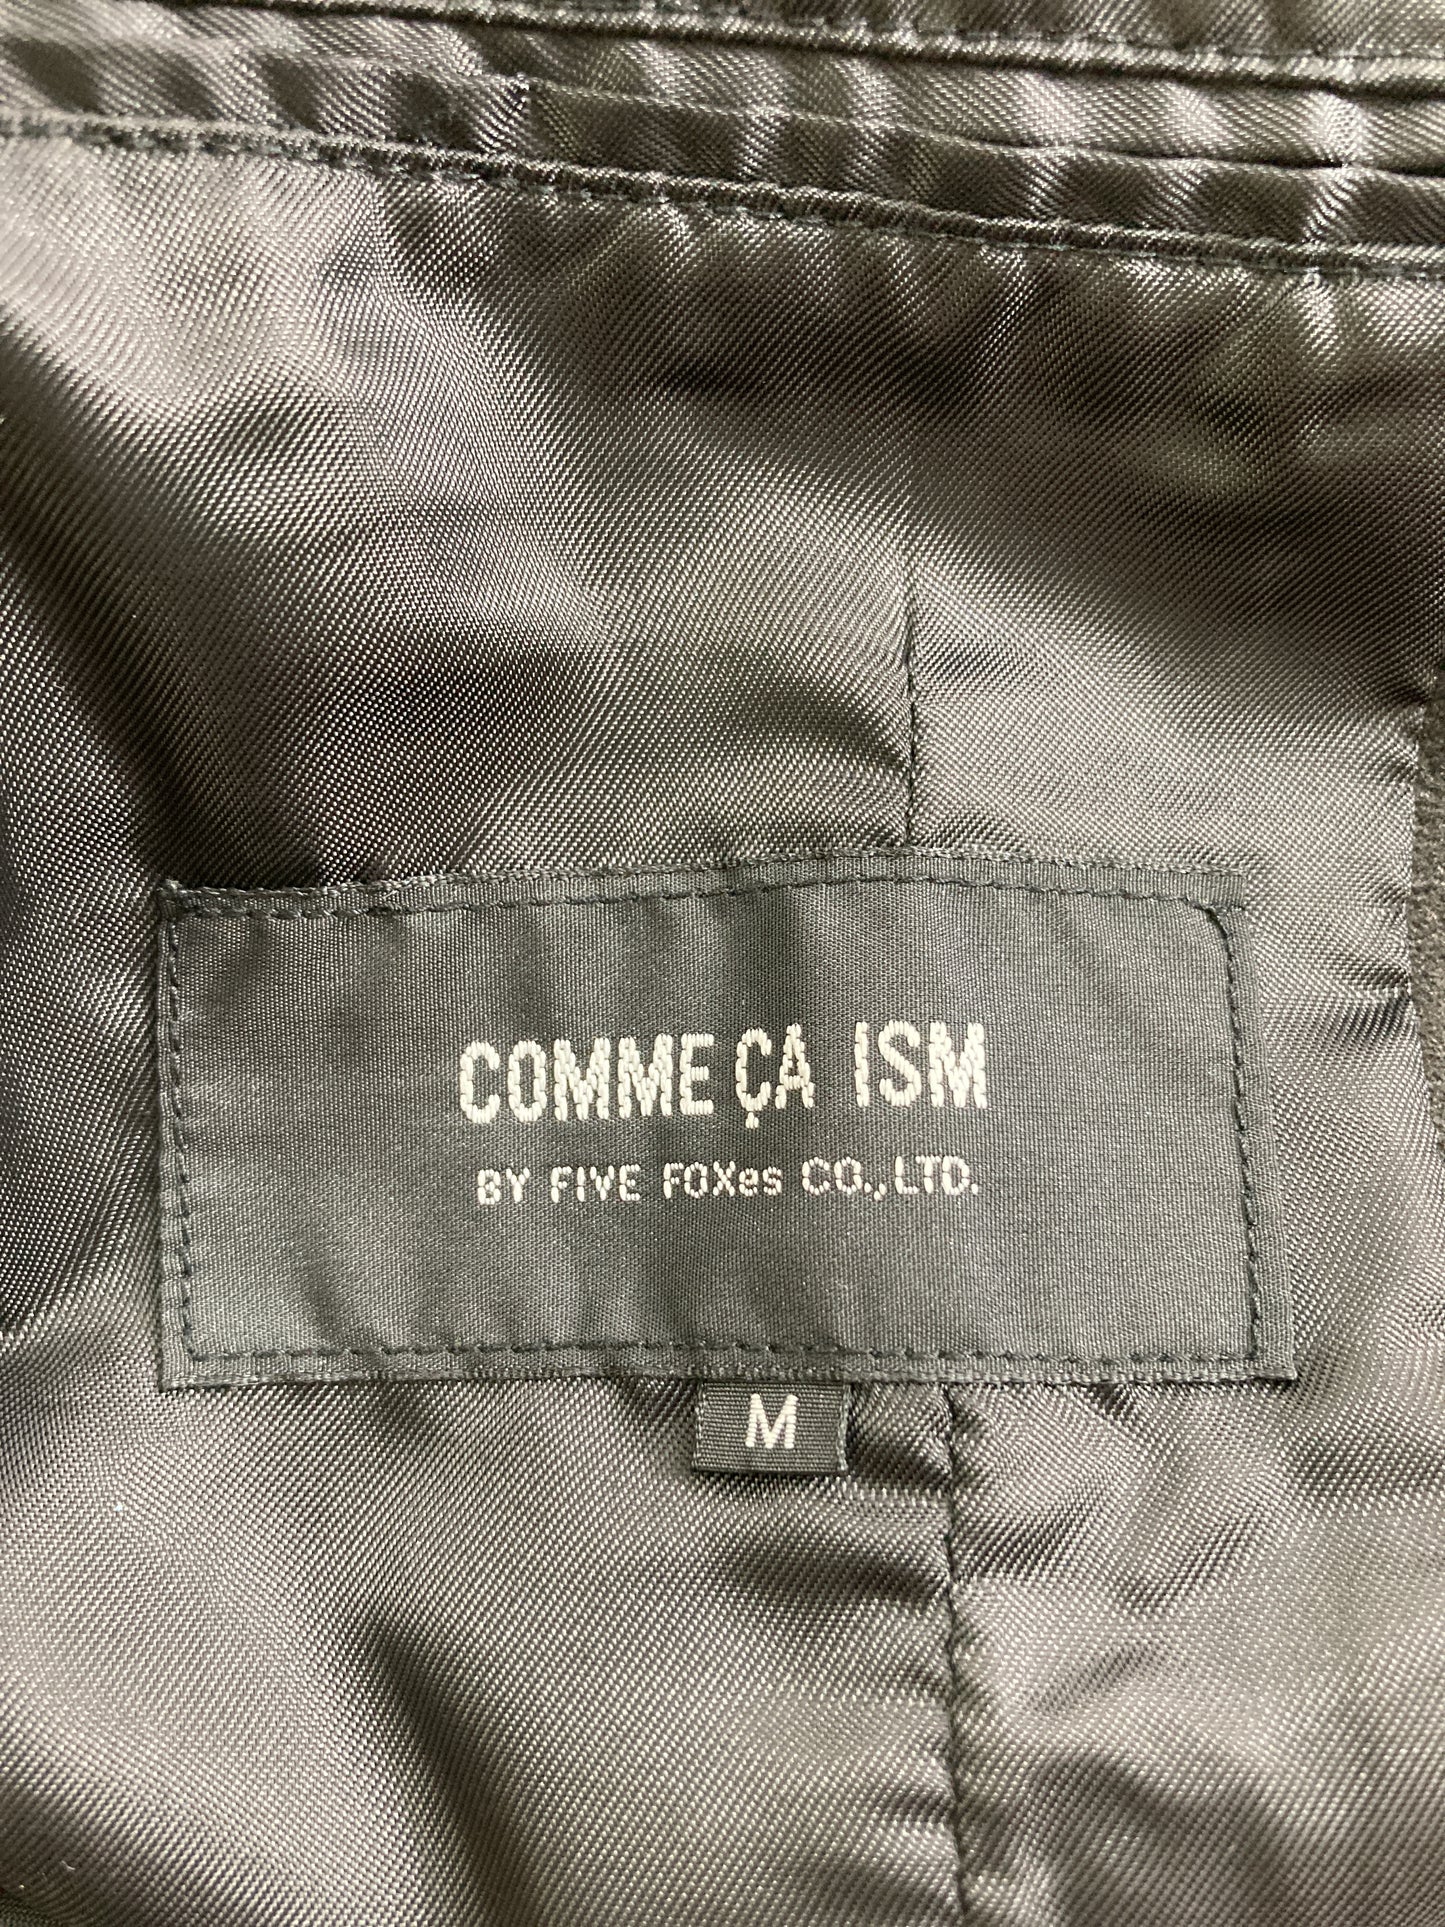 COMME ÇA ISM
BY FIVE FOXes CO., LTD.
M